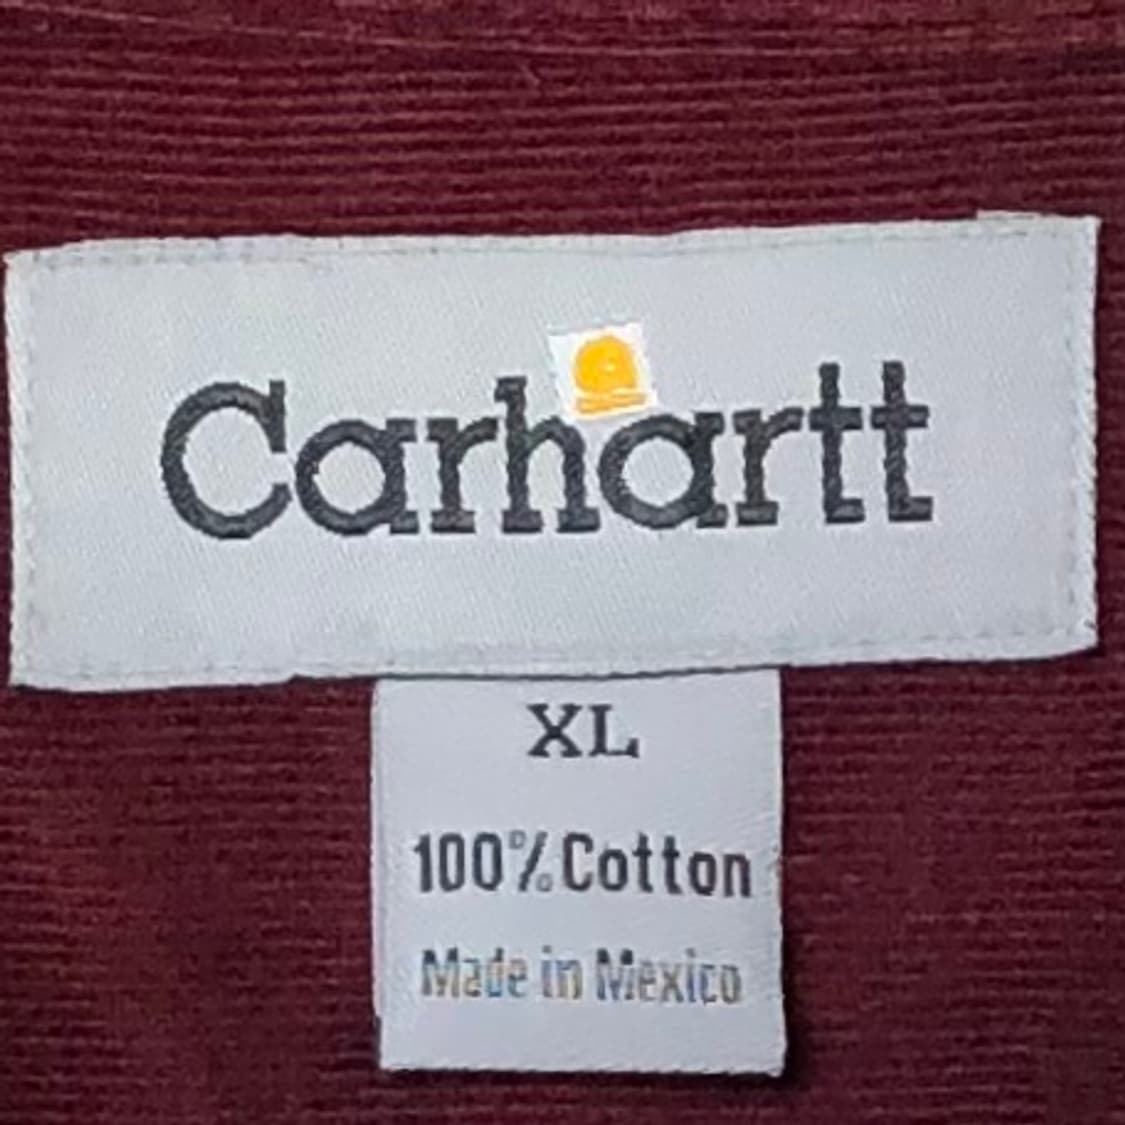 Carhartt
XL
100% Cotton
Made in Mexico